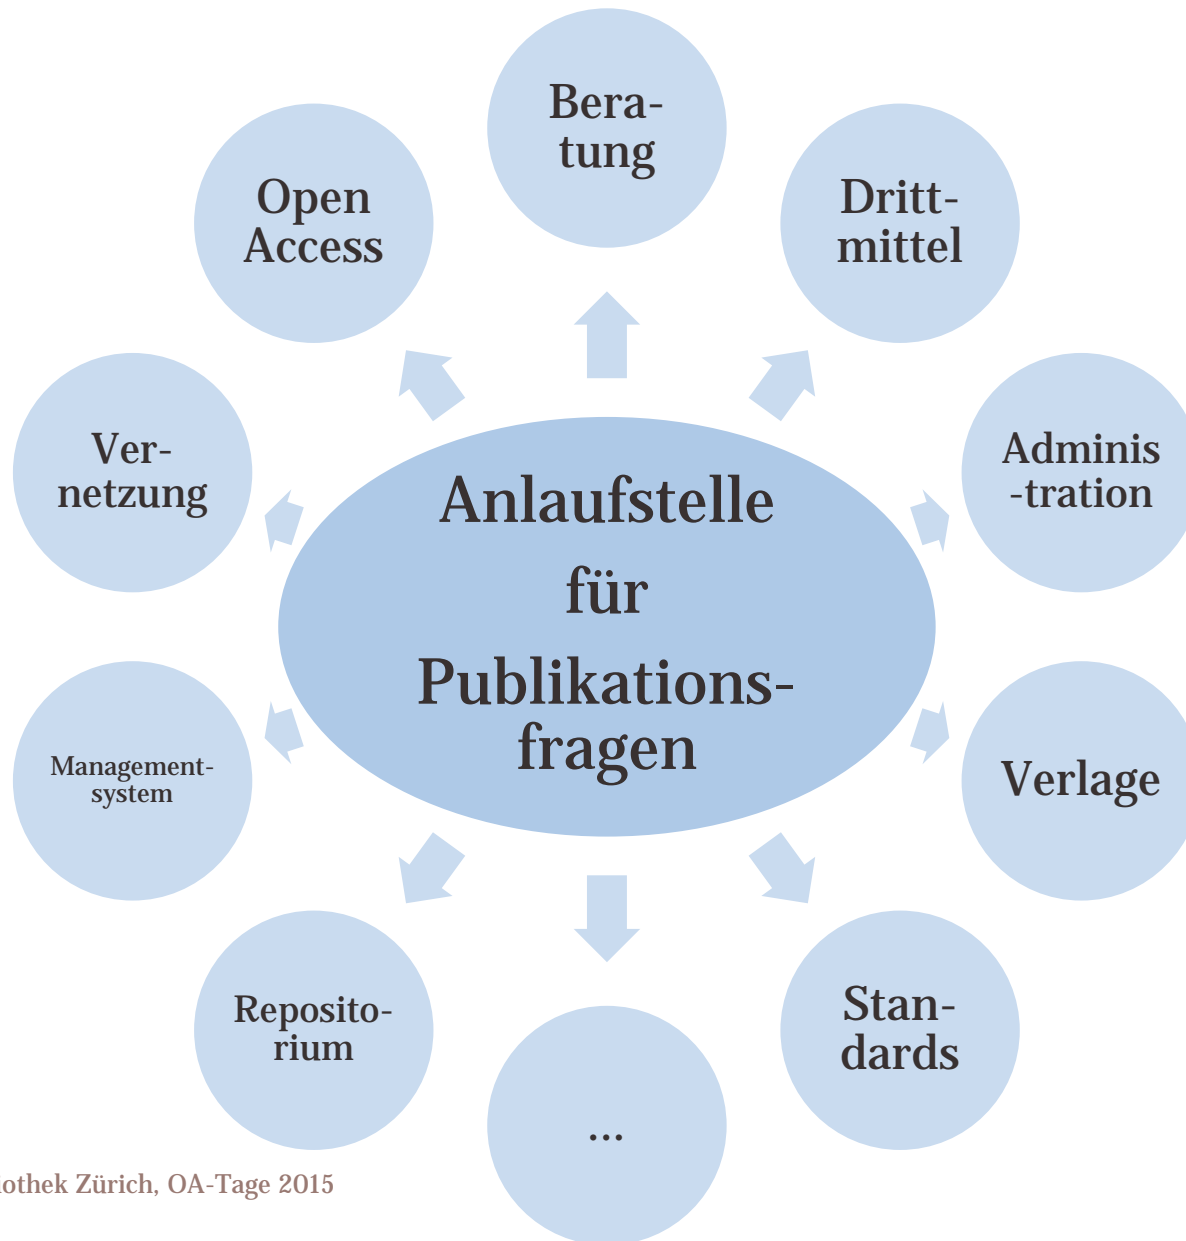 Bera-
tung
Open
Access
Dritt-
mittel
Ver-
netzung
Adminis
-tration
Anlaufstelle
für
Publikations-
fragen
Management-
system
Verlage
Reposito-
rium
Stan-
dards
...
iothek Zürich, OA-Tage 2015